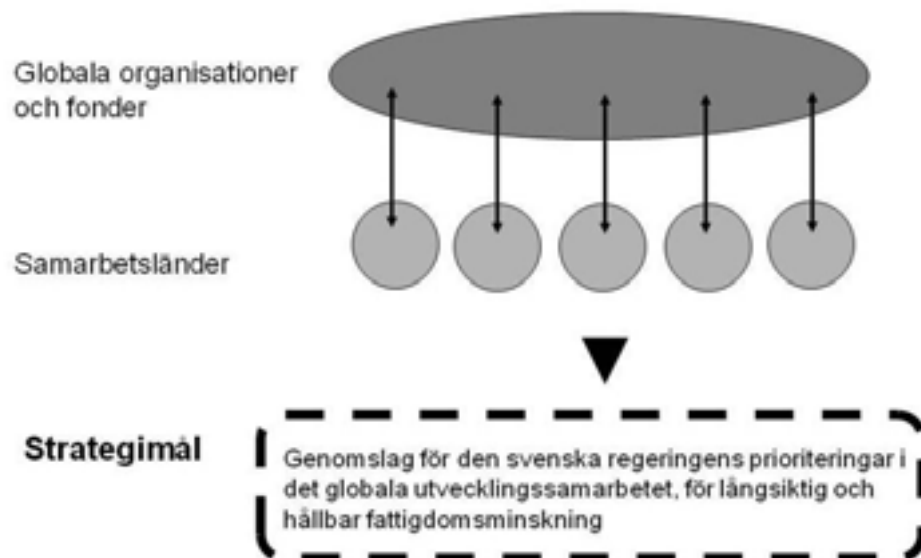 Globala organisationer
och fonder
Samarbetsländer
Strategimål
Genomslag för den svenska regeringens prioriteringar i
det globala utvecklingssamarbetet, för långsiktig och
hållbar fattigdomsminskning